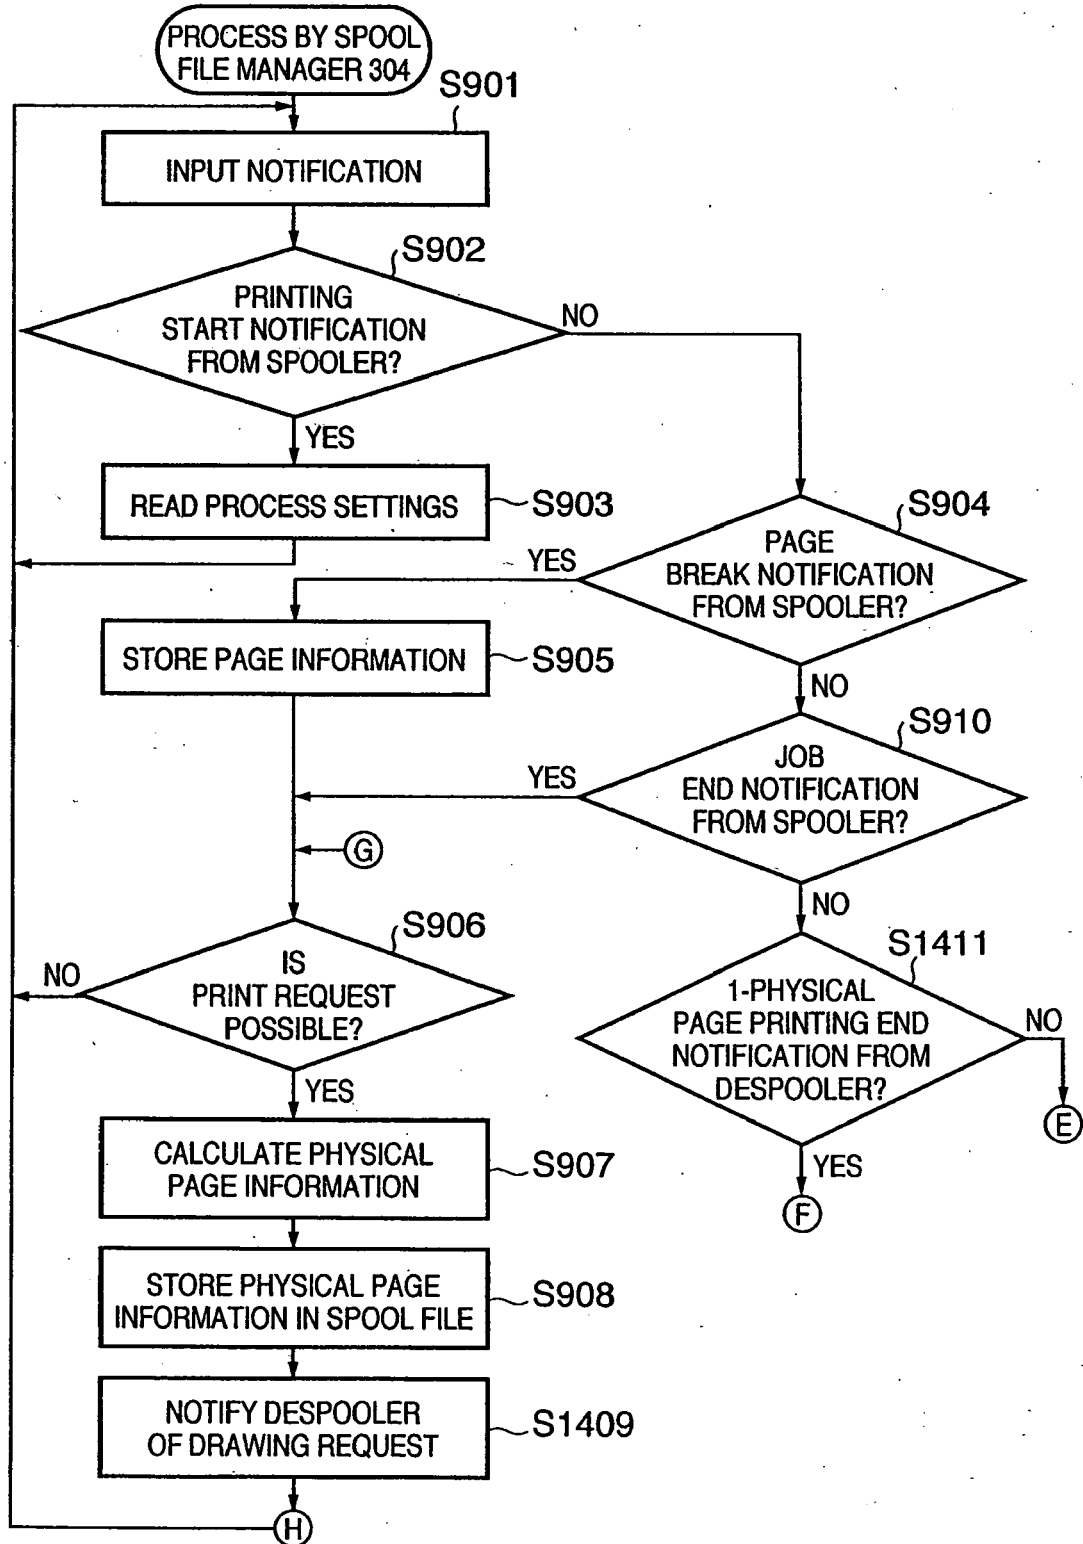 PROCESS BY SPOOL
FILE MANAGER 304
S901
INPUT NOTIFICATION
S902
PRINTING
START NOTIFICATION
FROM SPOOLER?
NO
YES
READ PROCESS SETTINGS
S903
S904
PAGE
BREAK NOTIFICATION
FROM SPOOLER?
YES
NO
STORE PAGE INFORMATION
S905
S910
JOB
END NOTIFICATION
FROM SPOOLER?
YES
NO
G
S906
IS
PRINT REQUEST
POSSIBLE?
NO
YES
S1411
1-PHYSICAL
PAGE PRINTING END
NOTIFICATION FROM
DESPOOLER?
NO
E
YES
F
CALCULATE PHYSICAL
PAGE INFORMATION
S907
STORE PHYSICAL PAGE
INFORMATION IN SPOOL FILE
S908
NOTIFY DESPOOLER
OF DRAWING REQUEST
S1409
H